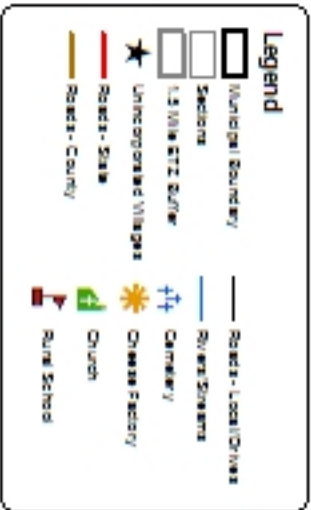 Legend
Municipal Boundary
Sections
1.5 Mile ETZ Buffer
Unincorporated Villages
Roads - State
Roads - County
Roads - Local/Drives
Rivers/Streams
Cemetery
Cheese Factory
Church
Rural School